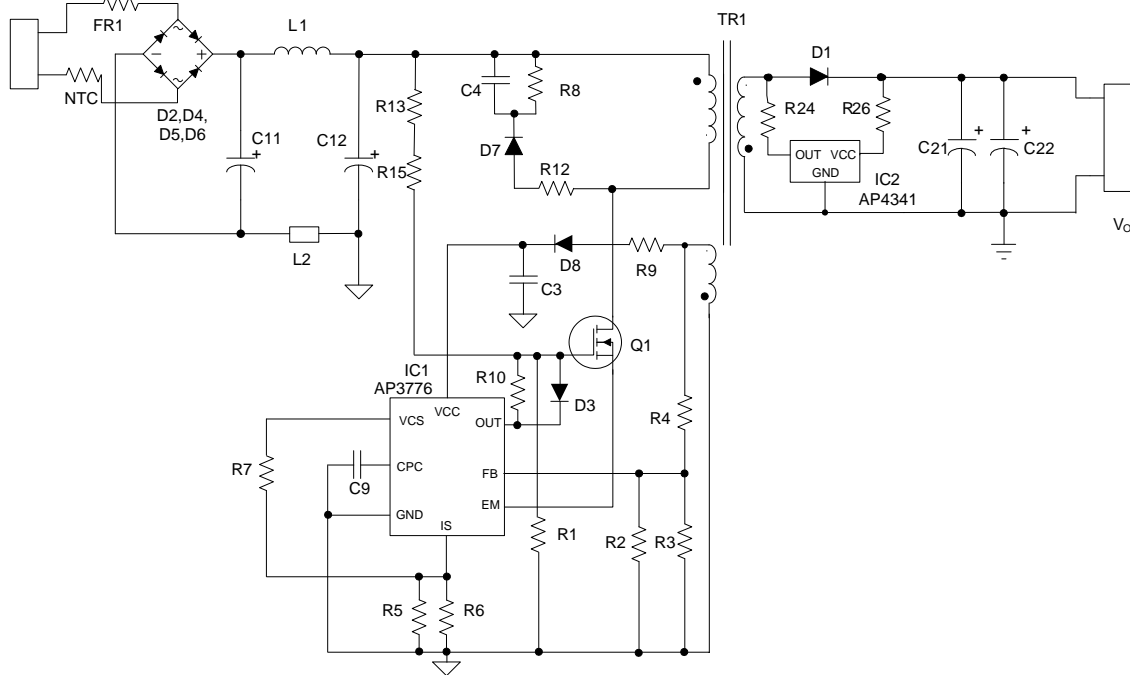 TR1
FR1
L1
D1
NTC
C4
R8
R13
R24
R26
D2,D4,
D5,D6
C11
+
C12
+
D7
OUT
VCC
C21
+
+
C22
R15
R12
GND
IC2
AP4341
L2
D8
R9
VO
C3
Q1
IC1
AP3776
R10
D3
VCS
VCC
OUT
R4
R7
CPC
FB
C9
EM
GND
IS
R1
R2
R3
R5
R6
− ~ + ~